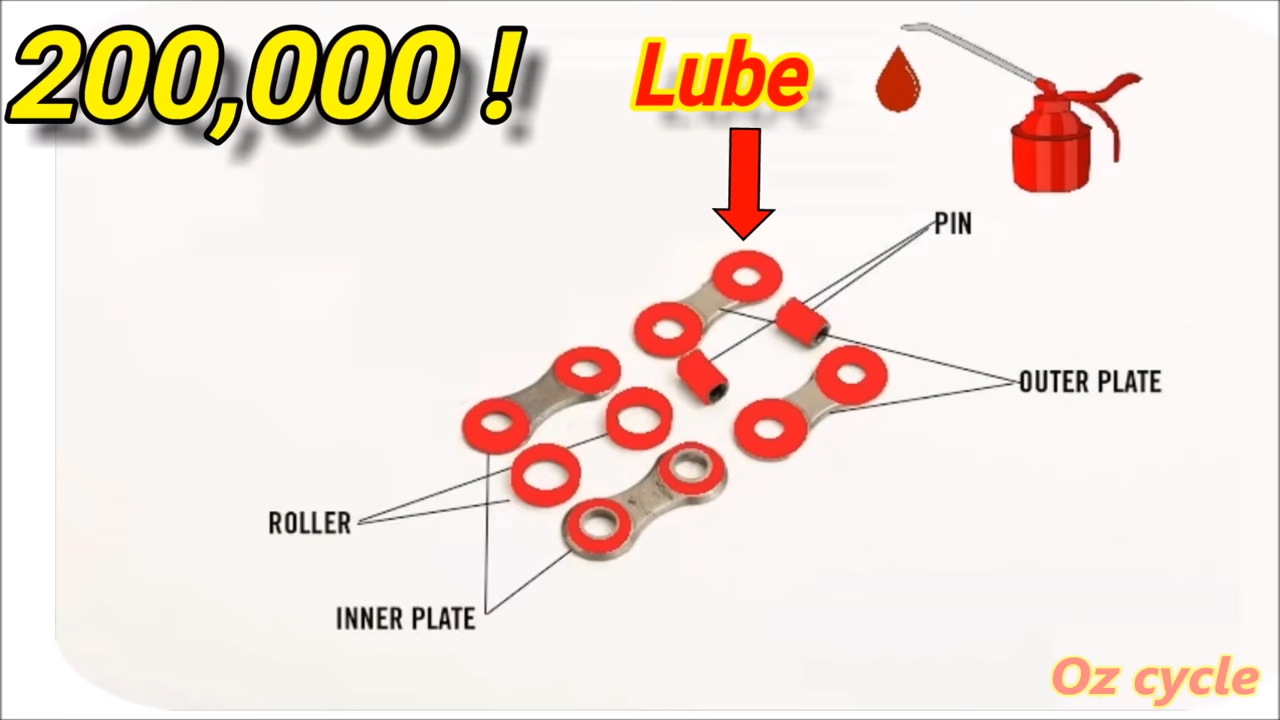 200,000 !
Lube
PIN
OUTER PLATE
ROLLER
INNER PLATE
Oz cycle